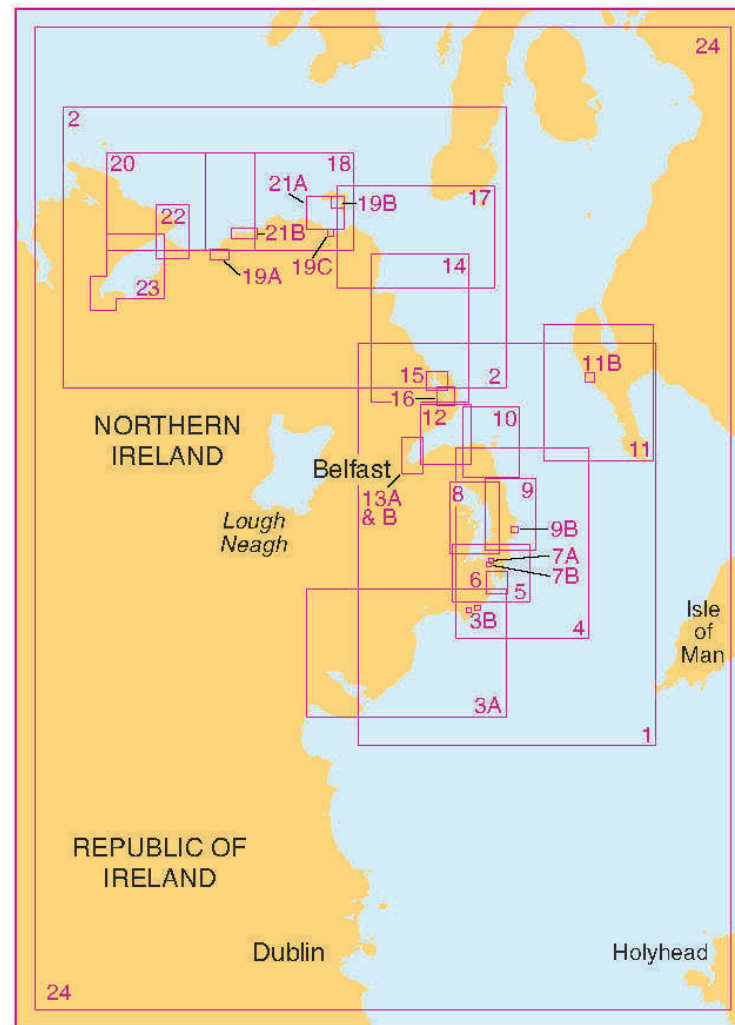 24
2
20
18
21A
17
19B
22
21B
19C
14
19A
23
15
2
11B
16
12
10
NORTHERN
IRELAND
11
Belfast
8
9
13A
& B
Lough
Neagh
9B
7A
7B
6
5
Isle
of
Man
3B
4
3A
1
REPUBLIC OF
IRELAND
Dublin
Holyhead
24